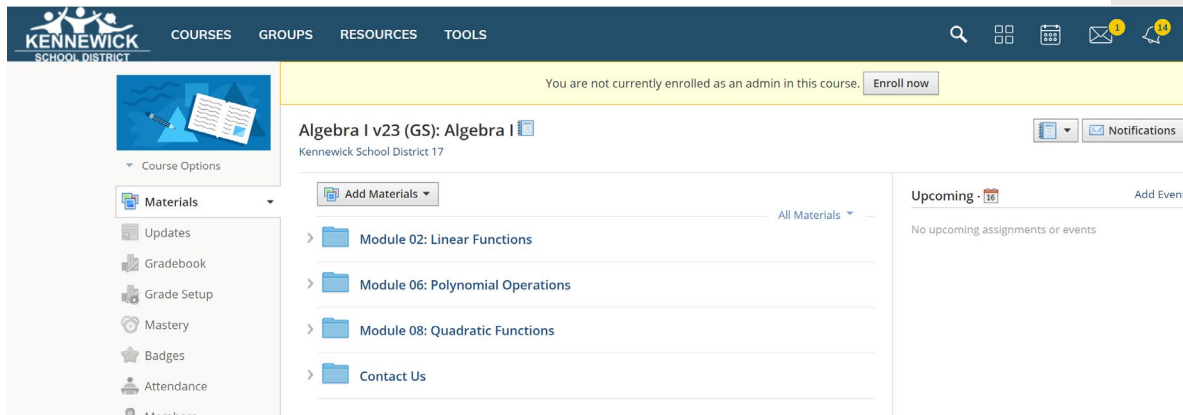 KENNEWICK
SCHOOL DISTRICT
COURSES GROUPS RESOURCES TOOLS
1
14
You are not currently enrolled as an admin in this course. Enroll now
Algebra I v23 (GS): Algebra I
Kennewick School District 17
Notifications
Course Options
Materials
Updates
Gradebook
Grade Setup
Mastery
Badges
Attendance
Members
Add Materials
All Materials
Module 02: Linear Functions
Module 06: Polynomial Operations
Module 08: Quadratic Functions
Contact Us
Upcoming · 16 Add Event
No upcoming assignments or events